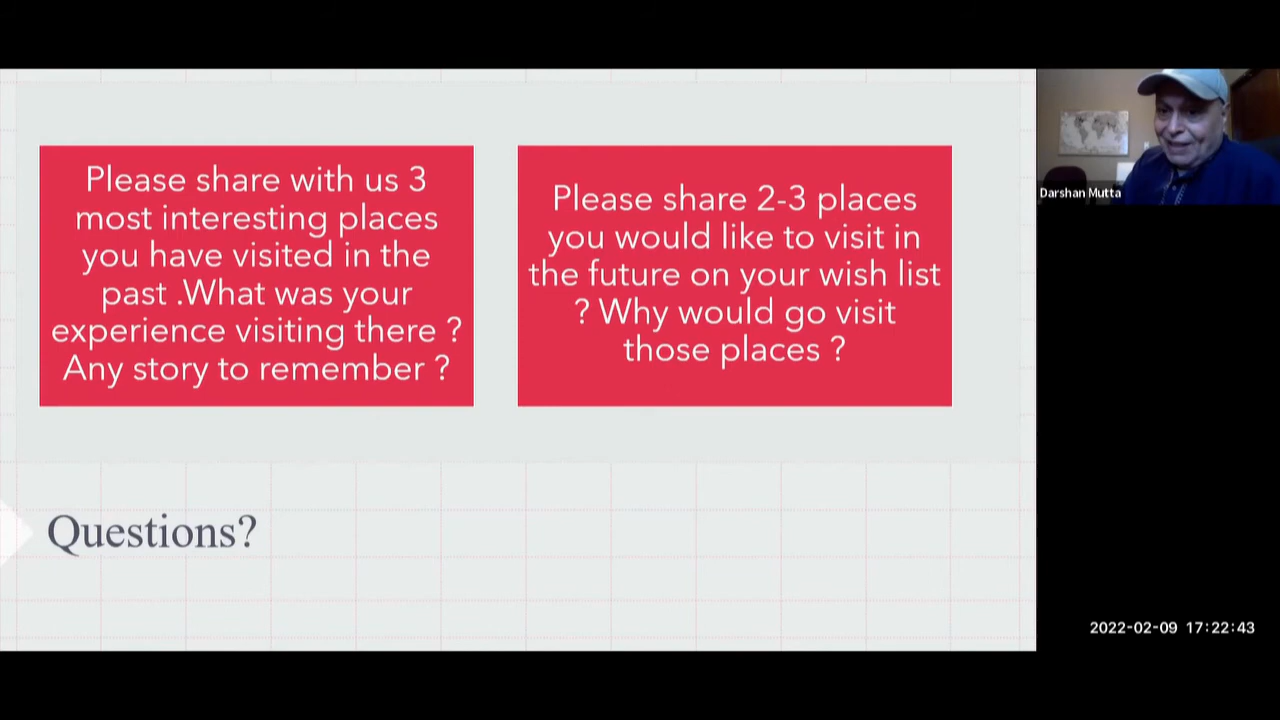 Please share with us 3
most interesting places
you have visited in the
past .What was your
experience visiting there ?
Any story to remember ?
Please share 2-3 places
you would like to visit in
the future on your wish list
? Why would go visit
those places ?
Questions?
Darshan Mutta
2022-02-09 17:22:43